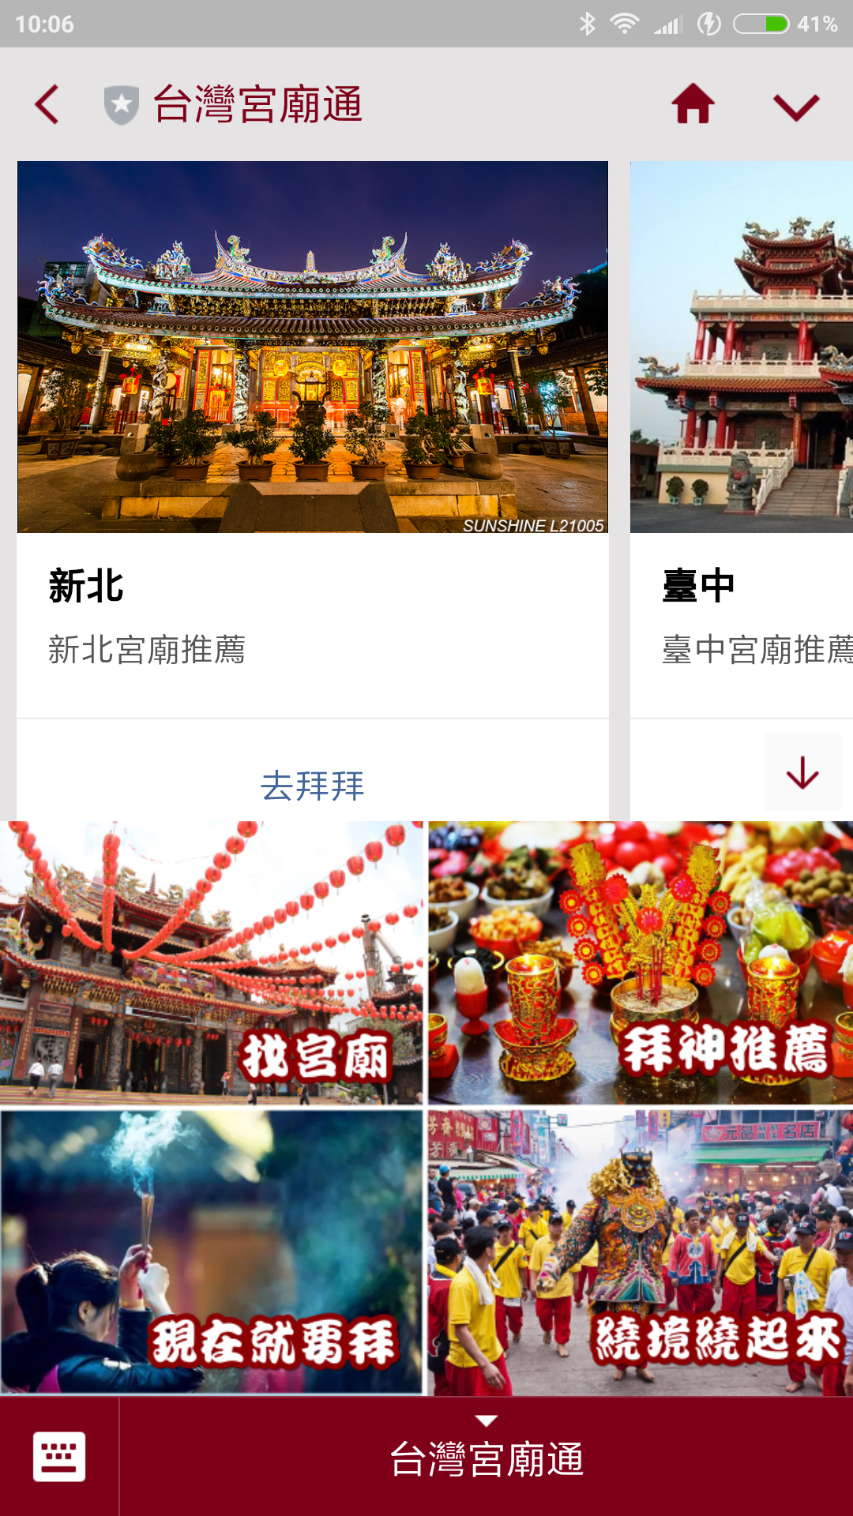 10:06
41%
台灣宮廟通
SUNSHINE L21005
新北
新北宮廟推薦
去拜拜
臺中
臺中宮廟推薦
找宮廟
拜神推薦
現在就要拜
繞境繞起來
台灣宮廟通